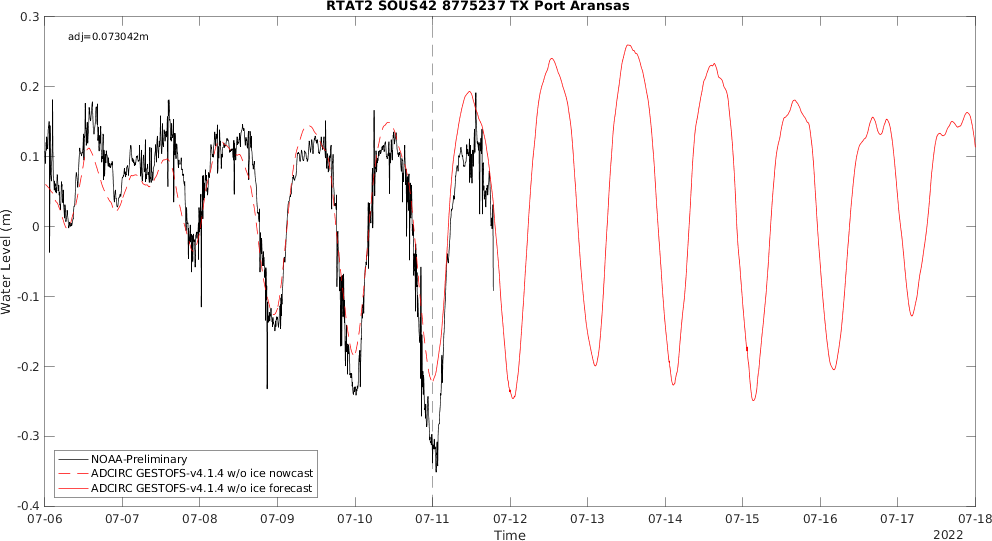 RTAT2 SOUS42 8775237 TX Port Aransas
adj=0.073042m
0.3
0.2
0.1
0
-0.1
-0.2
-0.3
-0.4
Water Level (m)
NOAA-Preliminary
ADCIRC GESTOFS-v4.1.4 w/o ice nowcast
ADCIRC GESTOFS-v4.1.4 w/o ice forecast
07-06 07-07 07-08 07-09 07-10 07-11 07-12 07-13 07-14 07-15 07-16 07-17 07-18
Time
2022